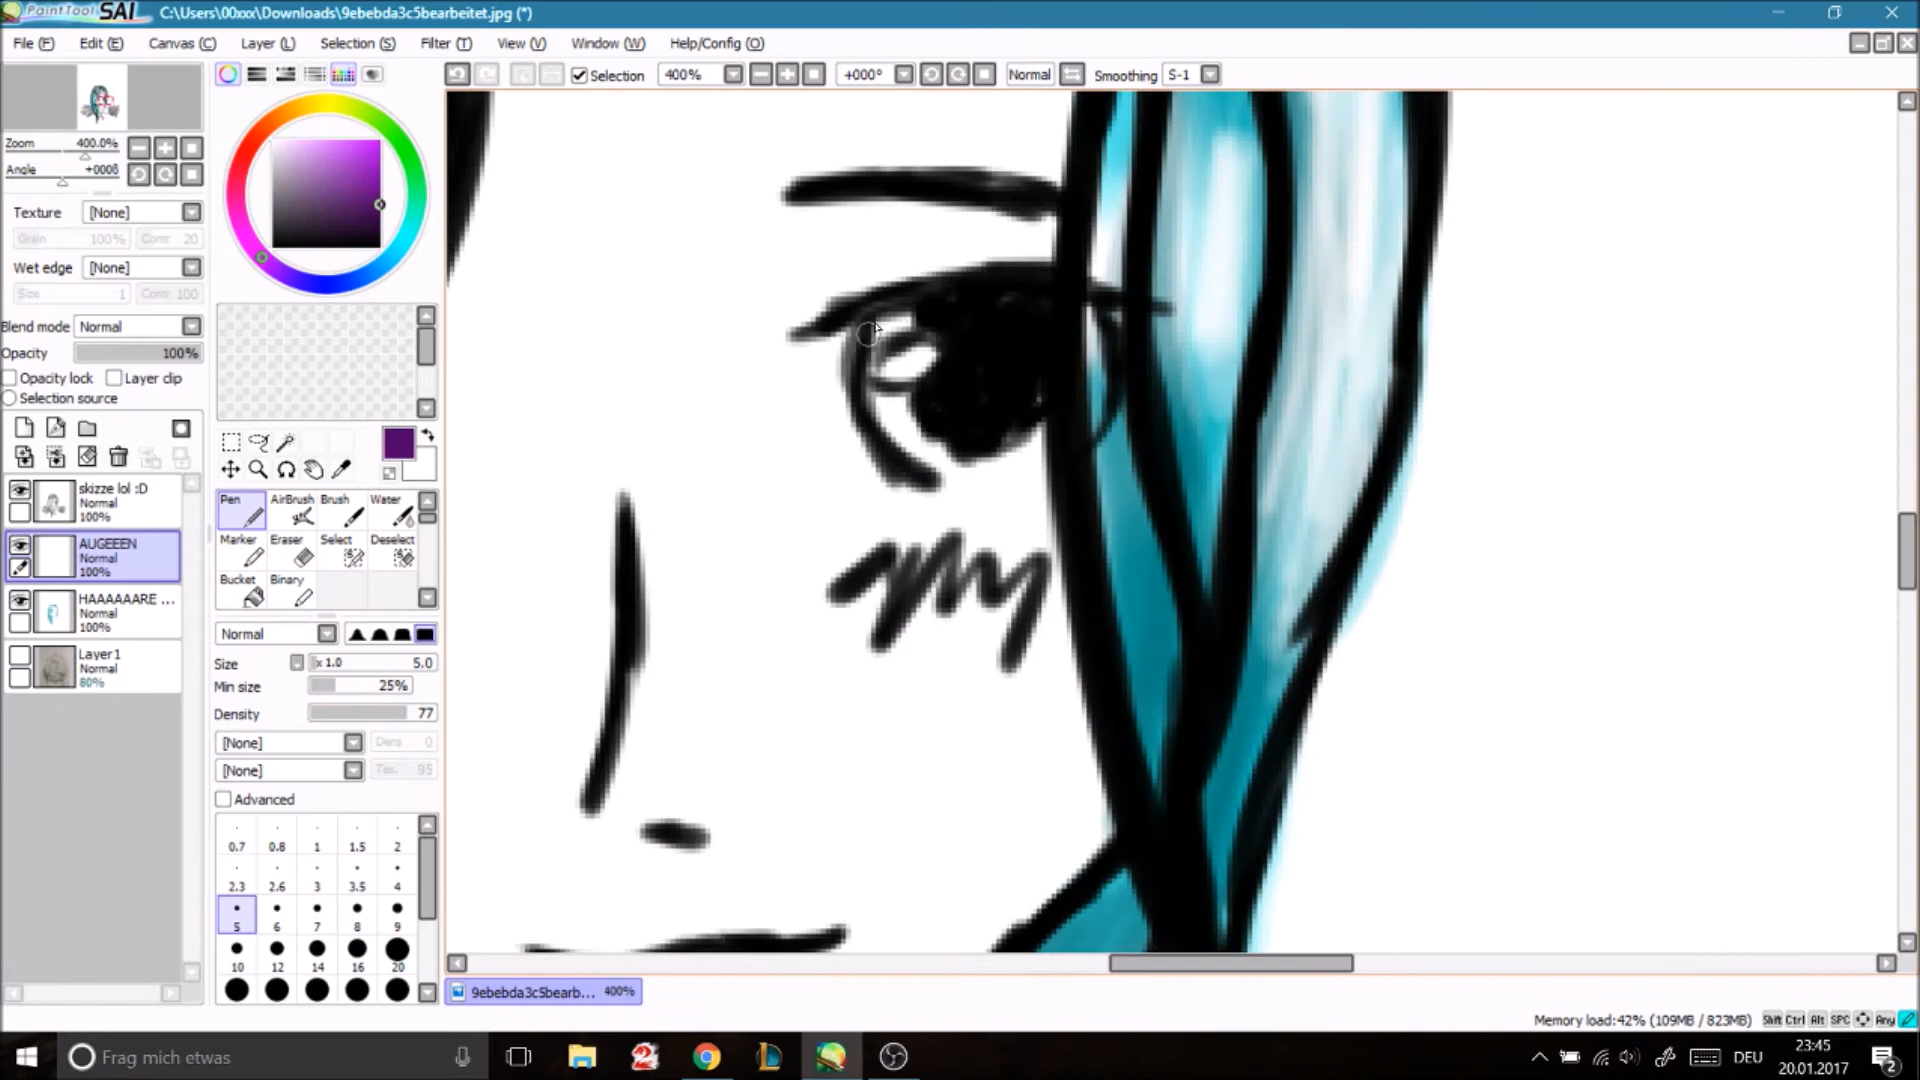 PaintTool SAI C:\Users\00xxx\Downloads\9ebebda3c5bearbeitet.jpg (*)
File (F) Edit (E) Canvas (C) Layer (L) Selection (S) Filter (T) View (V) Window (W) Help/Config (O)
Selection 400% +000° Normal Smoothing S-1
Zoom 400.0%
Angle
Texture [None]
Grain 100% Contr 20
Wet edge [None]
Size 1 Contr 100
Blend mode Normal
Opacity 100%
Opacity lock Layer clip
Selection source
skizze lol :D
Normal
100%
AUGEEEN
Normal
100%
HAAAAAARE ...
Normal
100%
Layer1
Normal
80%
Pen AirBrush Brush Water
Marker Eraser Select Deselect
Bucket Binary
Normal
Size x 1.0 5.0
Min size 25%
Density 77
[None] Dens 0
[None] Tex. 95
Advanced
0.7 0.8 1 1.5 2
2.3 2.6 3 3.5 4
5 6 7 8 9
10 12 14 16 20
9ebebda3c5bearb... 400%
Memory load:42% (109MB / 823MB) Shift Ctrl Alt SPC Any
Frag mich etwas
DEU
23:45
20.01.2017
2